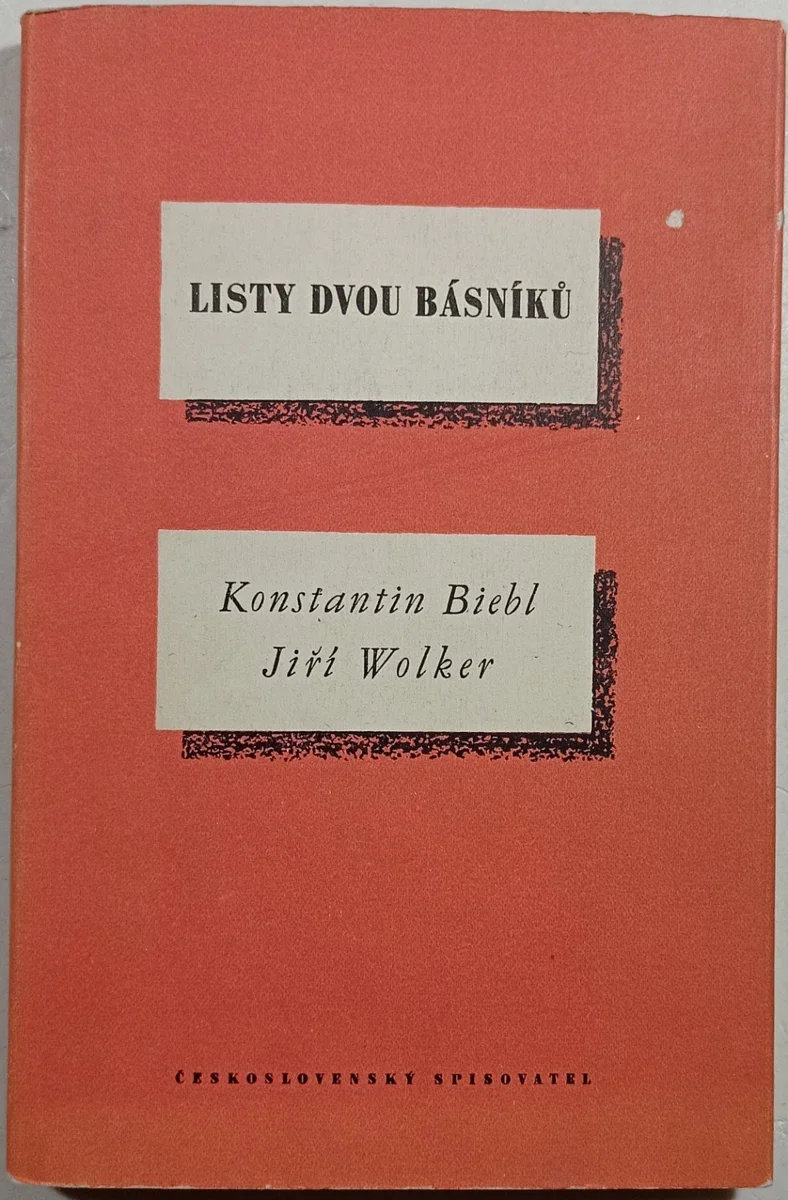 LISTY DVOU BÁSNÍKŮ
Konstantin Biebl
Jiří Wolker
ČESKOSLOVENSKÝ SPISOVATEL